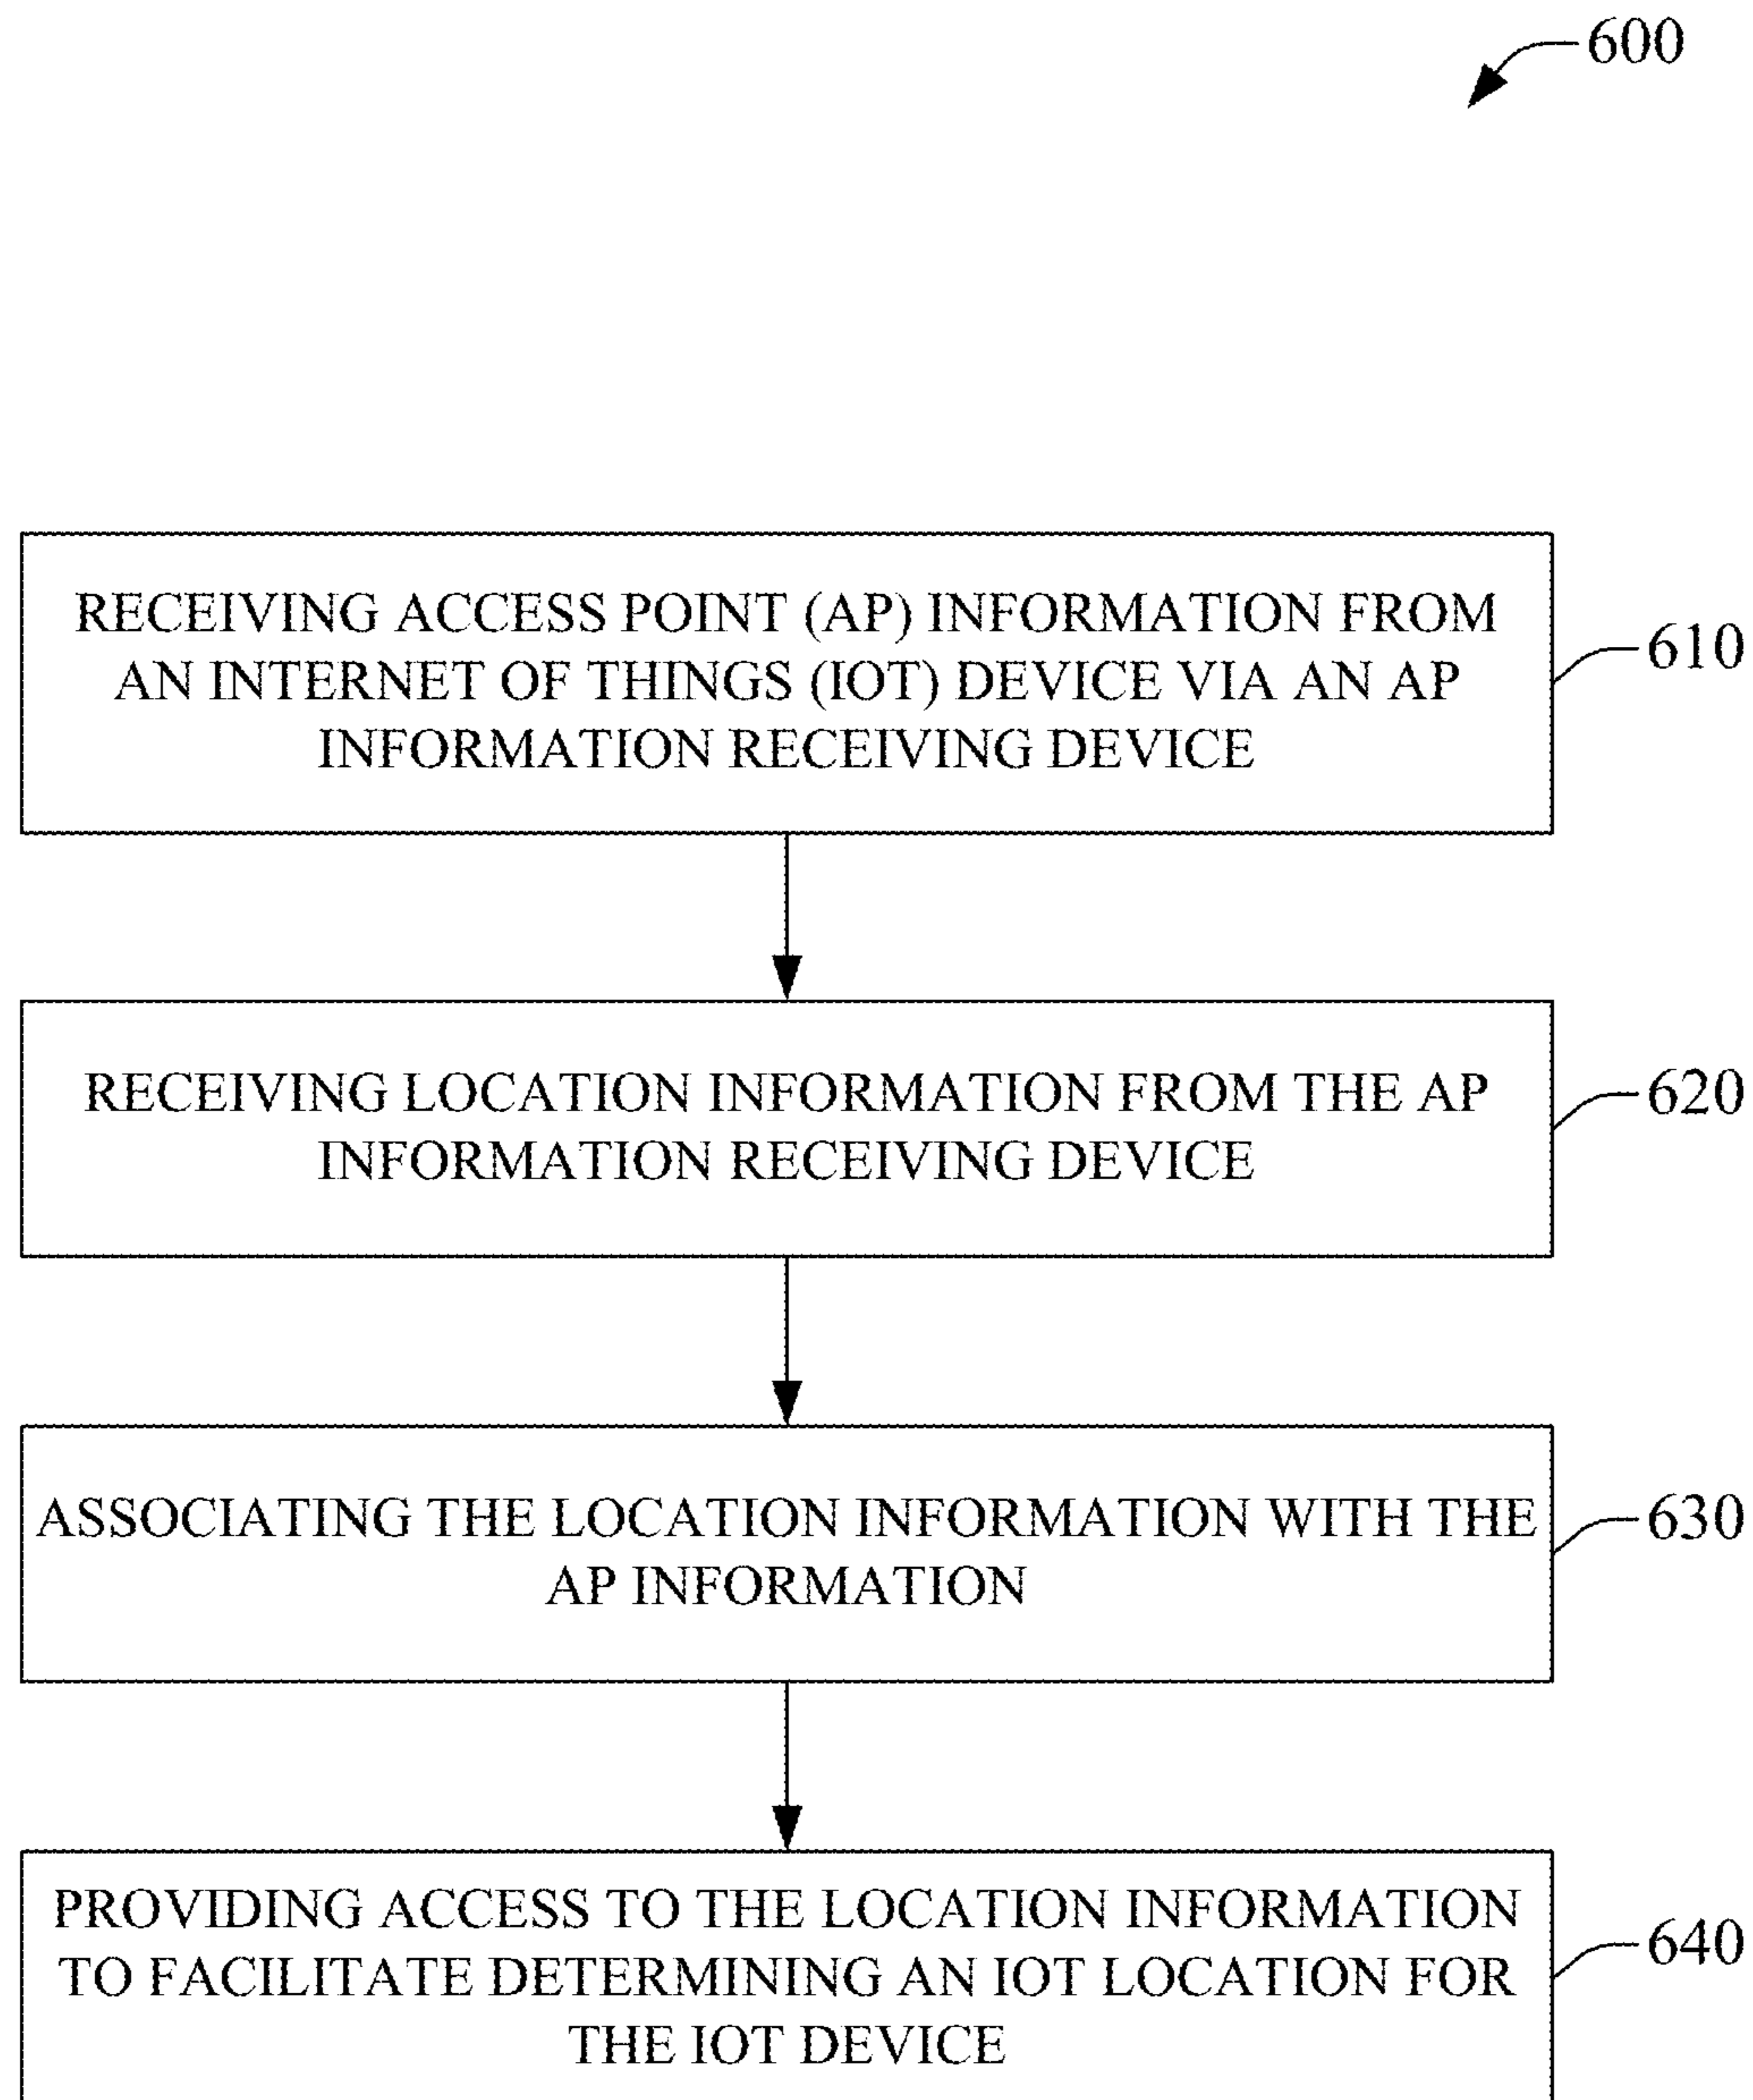 600
RECEIVING ACCESS POINT (AP) INFORMATION FROM
AN INTERNET OF THINGS (IOT) DEVICE VIA AN AP
INFORMATION RECEIVING DEVICE
610
RECEIVING LOCATION INFORMATION FROM THE AP
INFORMATION RECEIVING DEVICE
620
ASSOCIATING THE LOCATION INFORMATION WITH THE
AP INFORMATION
630
PROVIDING ACCESS TO THE LOCATION INFORMATION
TO FACILITATE DETERMINING AN IOT LOCATION FOR
THE IOT DEVICE
640